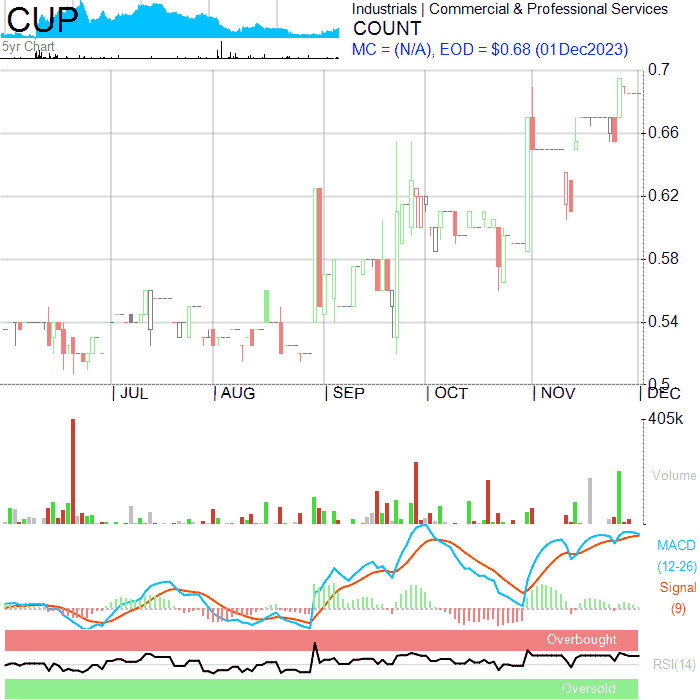 CUP
5yr Chart
Industrials | Commercial & Professional Services
COUNT
MC = (N/A), EOD = $0.68 (01Dec2023)
0.7
0.66
0.62
0.58
0.54
0.5
JUL
AUG
SEP
OCT
NOV
DEC
405k
Volume
MACD
(12-26)
Signal
(9)
Overbought
RSI(14)
Oversold